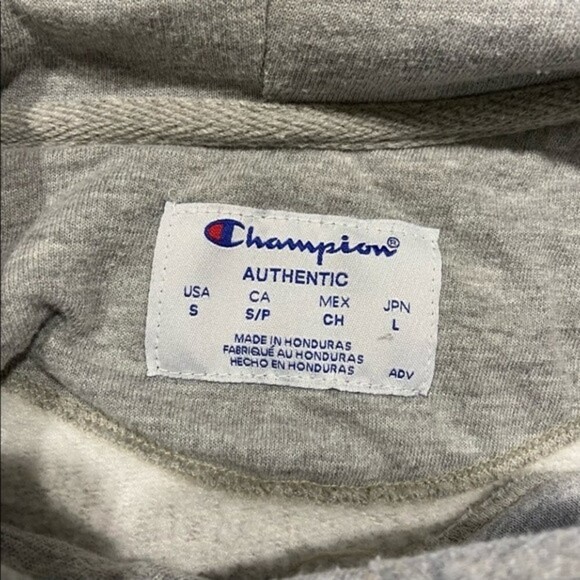 Champion®
AUTHENTIC
USA CA MEX JPN
S S/P CH L
MADE IN HONDURAS
FABRIQUÉ AU HONDURAS
HECHO EN HONDURAS ADV